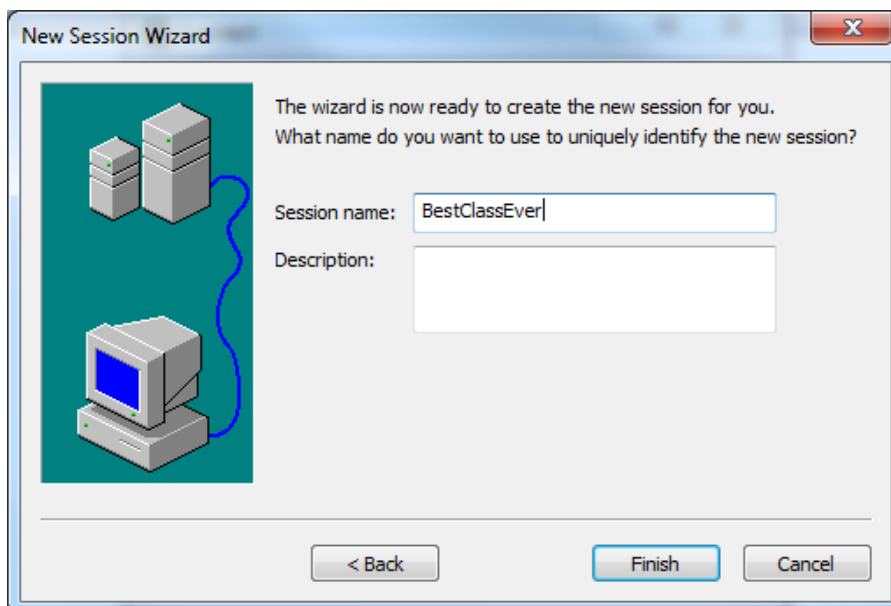 New Session Wizard
The wizard is now ready to create the new session for you.
What name do you want to use to uniquely identify the new session?
Session name: BestClassEver
Description:
< Back Finish Cancel